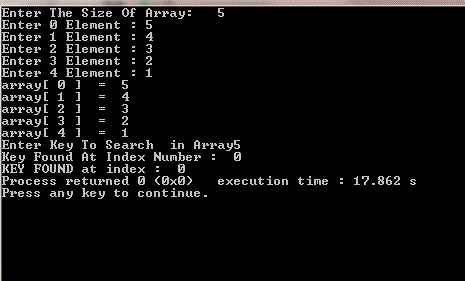 Enter The Size Of Array:   5
Enter 0 Element : 5
Enter 1 Element : 4
Enter 2 Element : 3
Enter 3 Element : 2
Enter 4 Element : 1
array[ 0 ]  =  5
array[ 1 ]  =  4
array[ 2 ]  =  3
array[ 3 ]  =  2
array[ 4 ]  =  1
Enter Key To Search  in Array5
Key Found At Index Number :  0
KEY FOUND at index :  0
Process returned 0 (0x0)   execution time : 17.862 s
Press any key to continue.